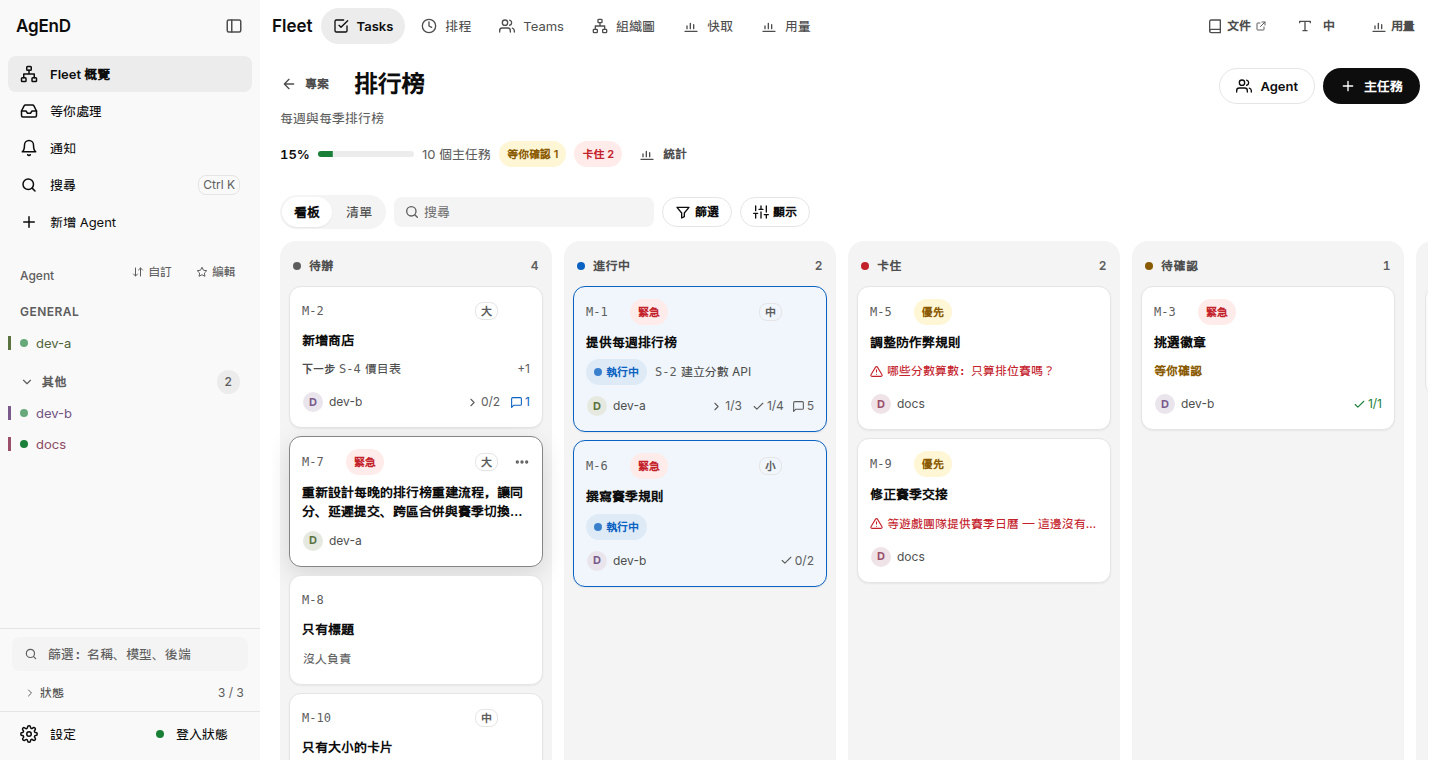 AgEnD
Fleet 概覽
等你處理
通知
搜尋 Ctrl K
新增 Agent
Agent 自訂 編輯
GENERAL
dev-a
其他 2
dev-b
docs
篩選：名稱、模型、後端
狀態 3 / 3
設定 登入狀態
Fleet Tasks 排程 Teams 組織圖 快取 用量 文件 中 用量
專案 排行榜 Agent 主任務
每週與每季排行榜
15% 10 個主任務 等你確認 1 卡住 2 統計
看板 清單 搜尋 篩選 顯示
待辦 4
M-2 大
新增商店
下一步 S-4 價目表 +1
D dev-b 0/2 1
M-7 緊急 大
重新設計每晚的排行榜重建流程，讓同
分、延遲提交、跨區合併與賽季切換...
D dev-a
M-8
只有標題
沒人負責
M-10 中
只有大小的卡片
進行中 2
M-1 緊急 中
提供每週排行榜
執行中 S-2 建立分數 API
D dev-a 1/3 1/4 5
M-6 緊急 小
撰寫賽季規則
執行中
D dev-b 0/2
卡住 2
M-5 優先
調整防作弊規則
哪些分數算數：只算排位賽嗎？
D docs
M-9 優先
修正賽季交接
等遊戲團隊提供賽季日曆 — 這邊沒有...
D docs
待確認 1
M-3 緊急
挑選徽章
等你確認
D dev-b 1/1